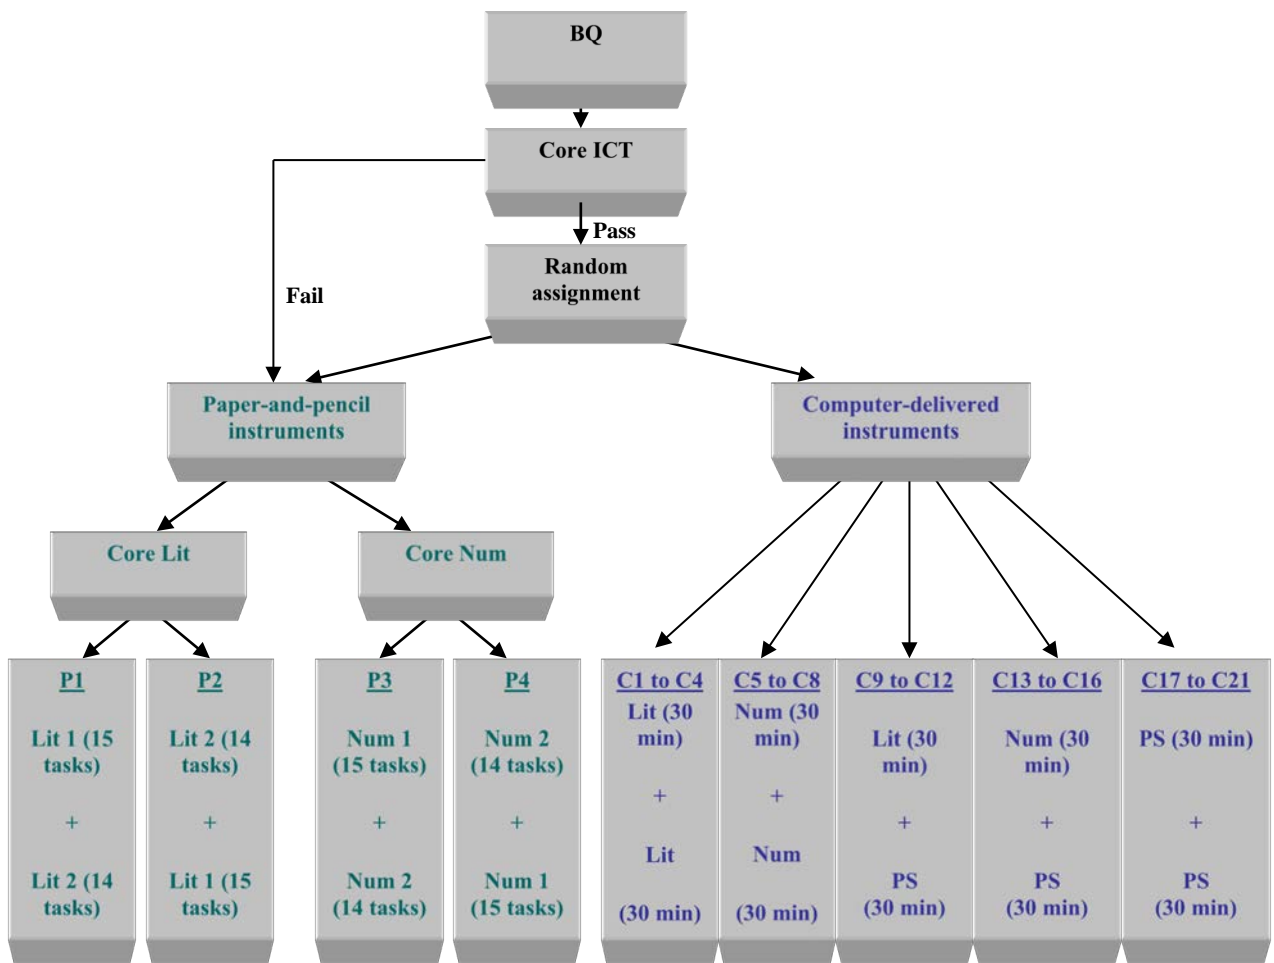 BQ
Core ICT
Pass
Random
assignment
Fail
Paper-and-pencil
instruments
Computer-delivered
instruments
Core Lit
Core Num
P1
Lit 1 (15
tasks)
+
Lit 2 (14
tasks)
P2
Lit 2 (14
tasks)
+
Lit 1 (15
tasks)
P3
Num 1
(15 tasks)
+
Num 2
(14 tasks)
P4
Num 2
(14 tasks)
+
Num 1
(15 tasks)
C1 to C4
Lit (30
min)
+
Lit
(30 min)
C5 to C8
Num (30
min)
+
Num
(30 min)
C9 to C12
Lit (30
min)
+
PS
(30 min)
C13 to C16
Num (30
min)
+
PS
(30 min)
C17 to C21
PS (30 min)
+
PS
(30 min)